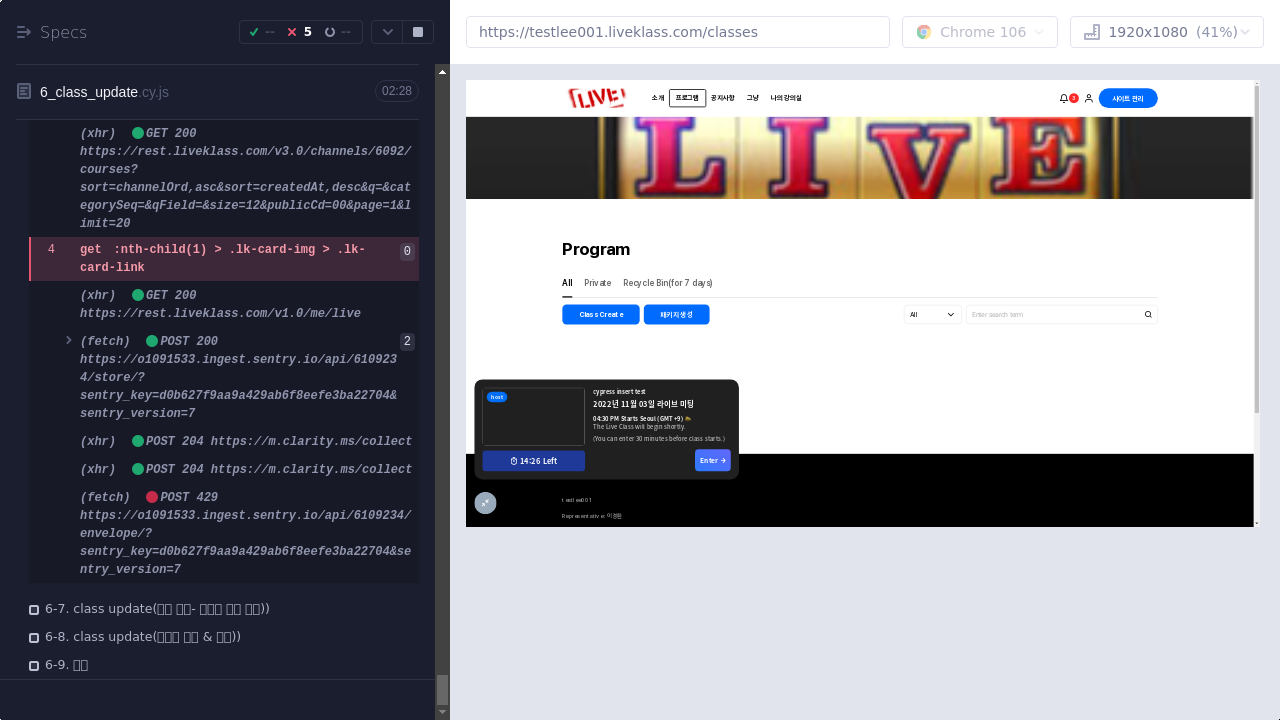 Specs
-- 5 --
https://testlee001.liveklass.com/classes
Chrome 106
1920x1080 (41%)
6_class_update.cy.js
02:28
(xhr) GET 200
https://rest.liveklass.com/v3.0/channels/6092/
courses?
sort=channelOrd,asc&sort=createdAt,desc&q=&cat
egorySeq=&qField=&size=12&publicCd=00&page=1&l
imit=20
4 get :nth-child(1) > .lk-card-img > .lk-
card-link
0
(xhr) GET 200
https://rest.liveklass.com/v1.0/me/live
(fetch) POST 200
2
https://o1091533.ingest.sentry.io/api/610923
4/store/?
sentry_key=d0b627f9aa9a429ab6f8eefe3ba22704&
sentry_version=7
(xhr) POST 204 https://m.clarity.ms/collect
(xhr) POST 204 https://m.clarity.ms/collect
(fetch) POST 429
https://o1091533.ingest.sentry.io/api/6109234/
envelope/?
sentry_key=d0b627f9aa9a429ab6f8eefe3ba22704&se
ntry_version=7
6-7. class update(
6-8. class update(
6-9.
LIVE!
소개 프로그램 공지사항 그냥 나의 강의실
3
사이트 관리
LIVE
Program
All Private Recycle Bin(for 7 days)
Class Create 패키지 생성
All
Enter search term
host
cypress insert test
2022년 11월 03일 라이브 미팅
04:30 PM Starts Seoul (GMT +9)
The Live Class will begin shortly.
(You can enter 30 minutes before class starts.)
14:26 Left
Enter →
testlee001
Representative: